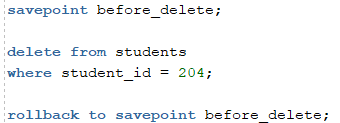 savepoint before_delete;
delete from students
where student_id = 204;
rollback to savepoint before_delete;